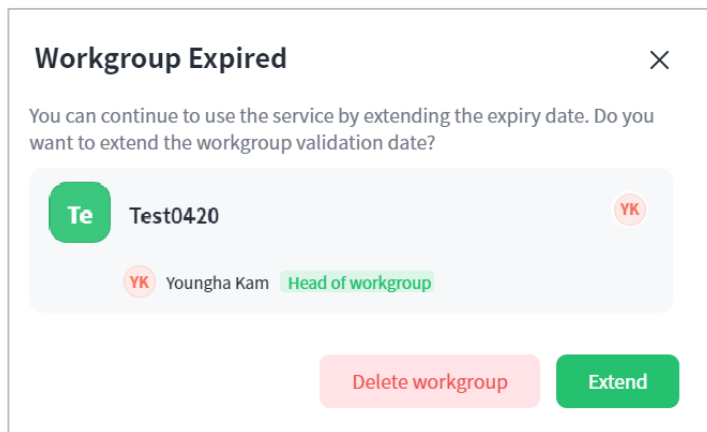 Workgroup Expired
You can continue to use the service by extending the expiry date. Do you
want to extend the workgroup validation date?
Te Test0420 YK
YK Youngha Kam Head of workgroup
Delete workgroup Extend